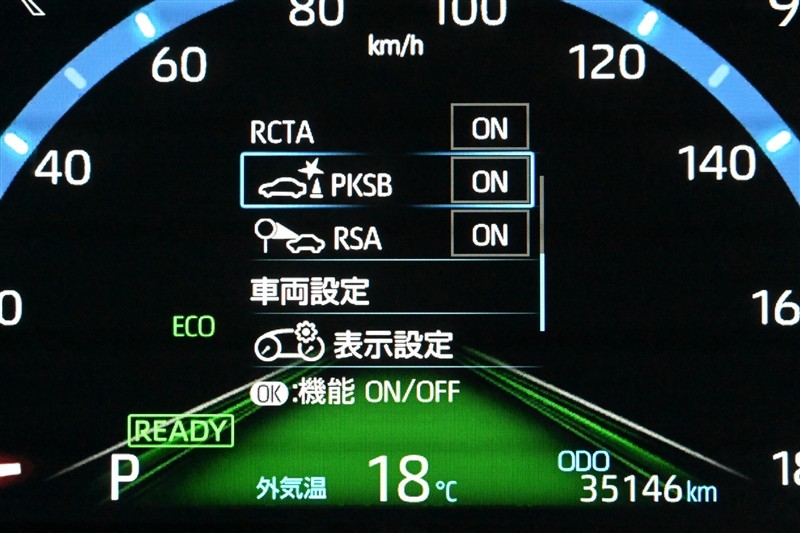 80 100
km/h
60 120
40 140
RCTA ON
PKSB ON
RSA ON
車両設定
ECO
表示設定
OK:機能 ON/OFF
READY
P
外気温 18℃
ODO
35146km